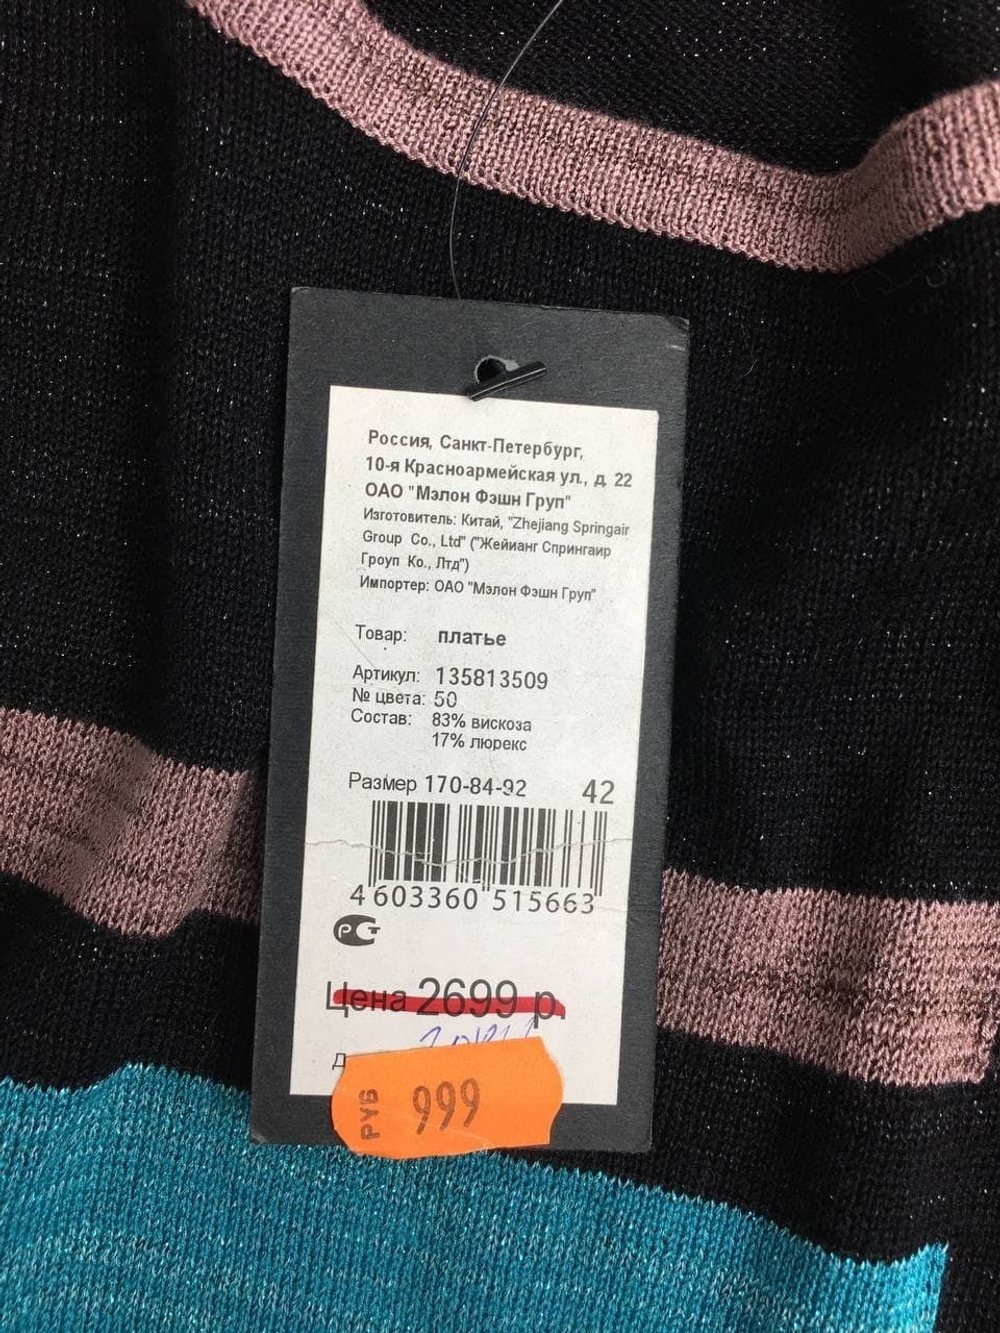 Россия, Санкт-Петербург,
10-я Красноармейская ул., д. 22
ОАО "Мэлон Фэшн Груп"
Изготовитель: Китай, "Zhejiang Springair
Group Co., Ltd" ("Жейианг Спрингаир
Гроуп Ко., Лтд")
Импортер: ОАО "Мэлон Фэшн Груп"
Товар: платье
Артикул: 135813509
№ цвета: 50
Состав: 83% вискоза
17% люрекс
Размер 170-84-92 42
4 603360 515663
РСТ
Цена 2699 р.
РУБ 999